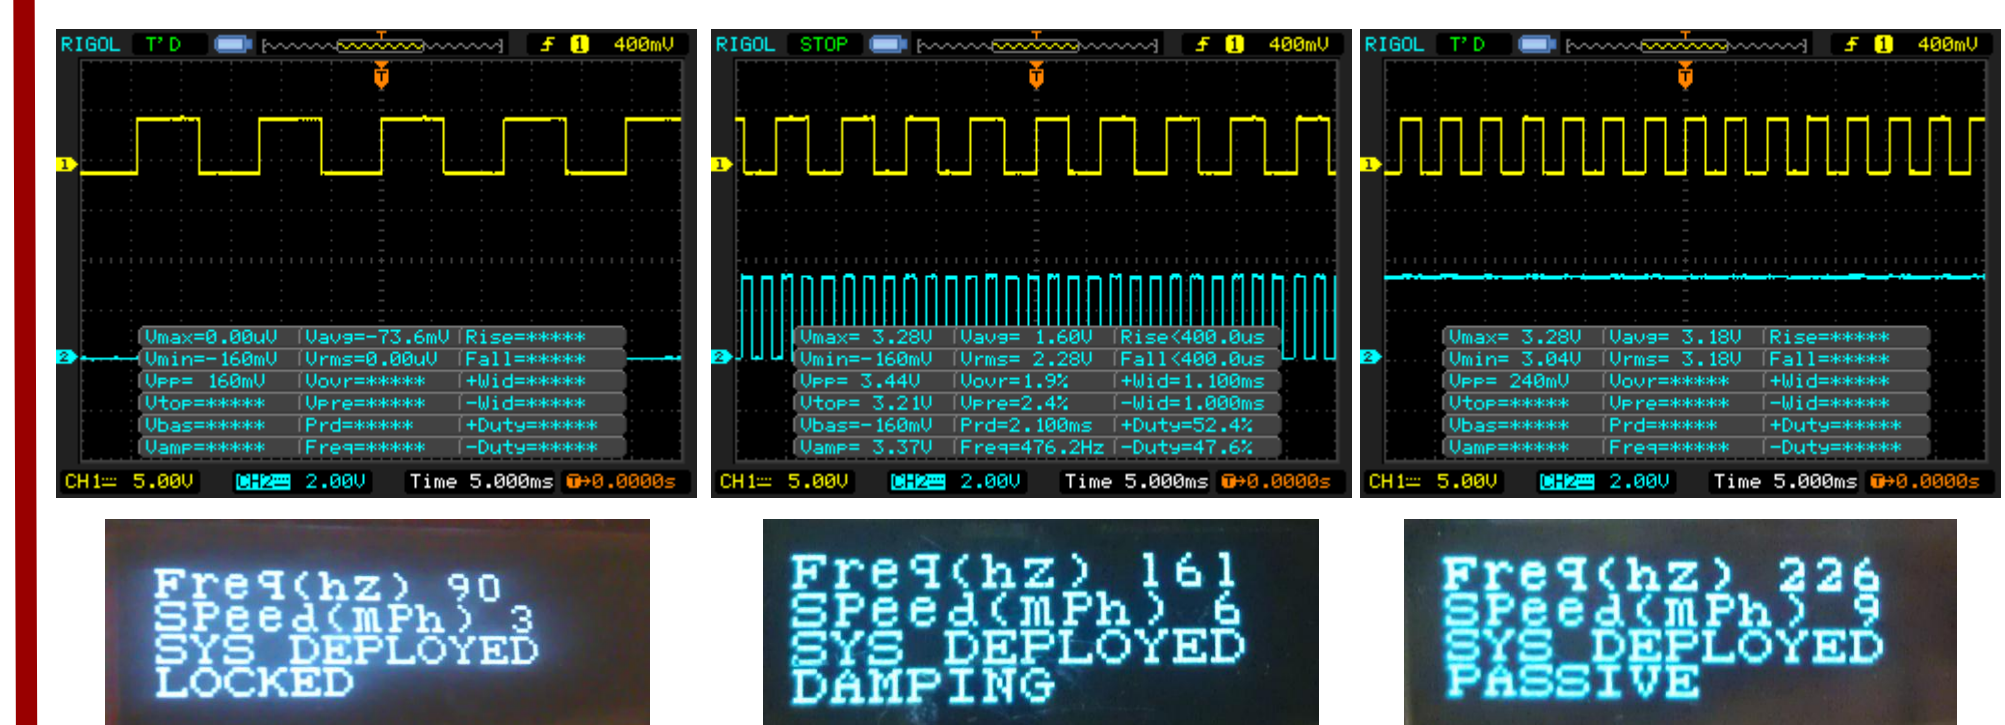 RIGOL T'D 1 400mV
T
1
Vmax=0.00uV Vavg=-73.6mV Rise=*****
Vmin=-160mV Vrms=0.00uV Fall=*****
2
Vpp= 160mV Vovr=***** +Wid=*****
Vtop=***** Vpre=***** -Wid=*****
Vbas=***** Prd=***** +Duty=*****
Vamp=***** Freq=***** -Duty=*****
CH1 5.00V CH2 2.00V Time 5.000ms T→0.0000s
RIGOL STOP 1 400mV
T
1
Vmax= 3.28V Vavg= 1.60V Rise<400.0us
Vmin=-160mV Vrms= 2.28V Fall<400.0us
2
Vpp= 3.44V Vovr=1.9% +Wid=1.100ms
Vtop= 3.21V Vpre=2.4% -Wid=1.000ms
Vbas=-160mV Prd=2.100ms +Duty=52.4%
Vamp= 3.37V Freq=476.2Hz -Duty=47.6%
CH1 5.00V CH2 2.00V Time 5.000ms T→0.0000s
RIGOL T'D 1 400mV
T
1
Vmax= 3.28V Vavg= 3.18V Rise=*****
Vmin= 3.04V Vrms= 3.18V Fall=*****
2
Vpp= 240mV Vovr=***** +Wid=*****
Vtop=***** Vpre=***** -Wid=*****
Vbas=***** Prd=***** +Duty=*****
Vamp=***** Freq=***** -Duty=*****
CH1 5.00V CH2 2.00V Time 5.000ms T→0.0000s
Freq(hz) 90
Speed(mPh) 3
SYS DEPLOYED
LOCKED
Freq(hz) 161
Speed(mPh) 6
SYS DEPLOYED
DAMPING
Freq(hz) 226
Speed(mPh) 9
SYS DEPLOYED
PASSIVE